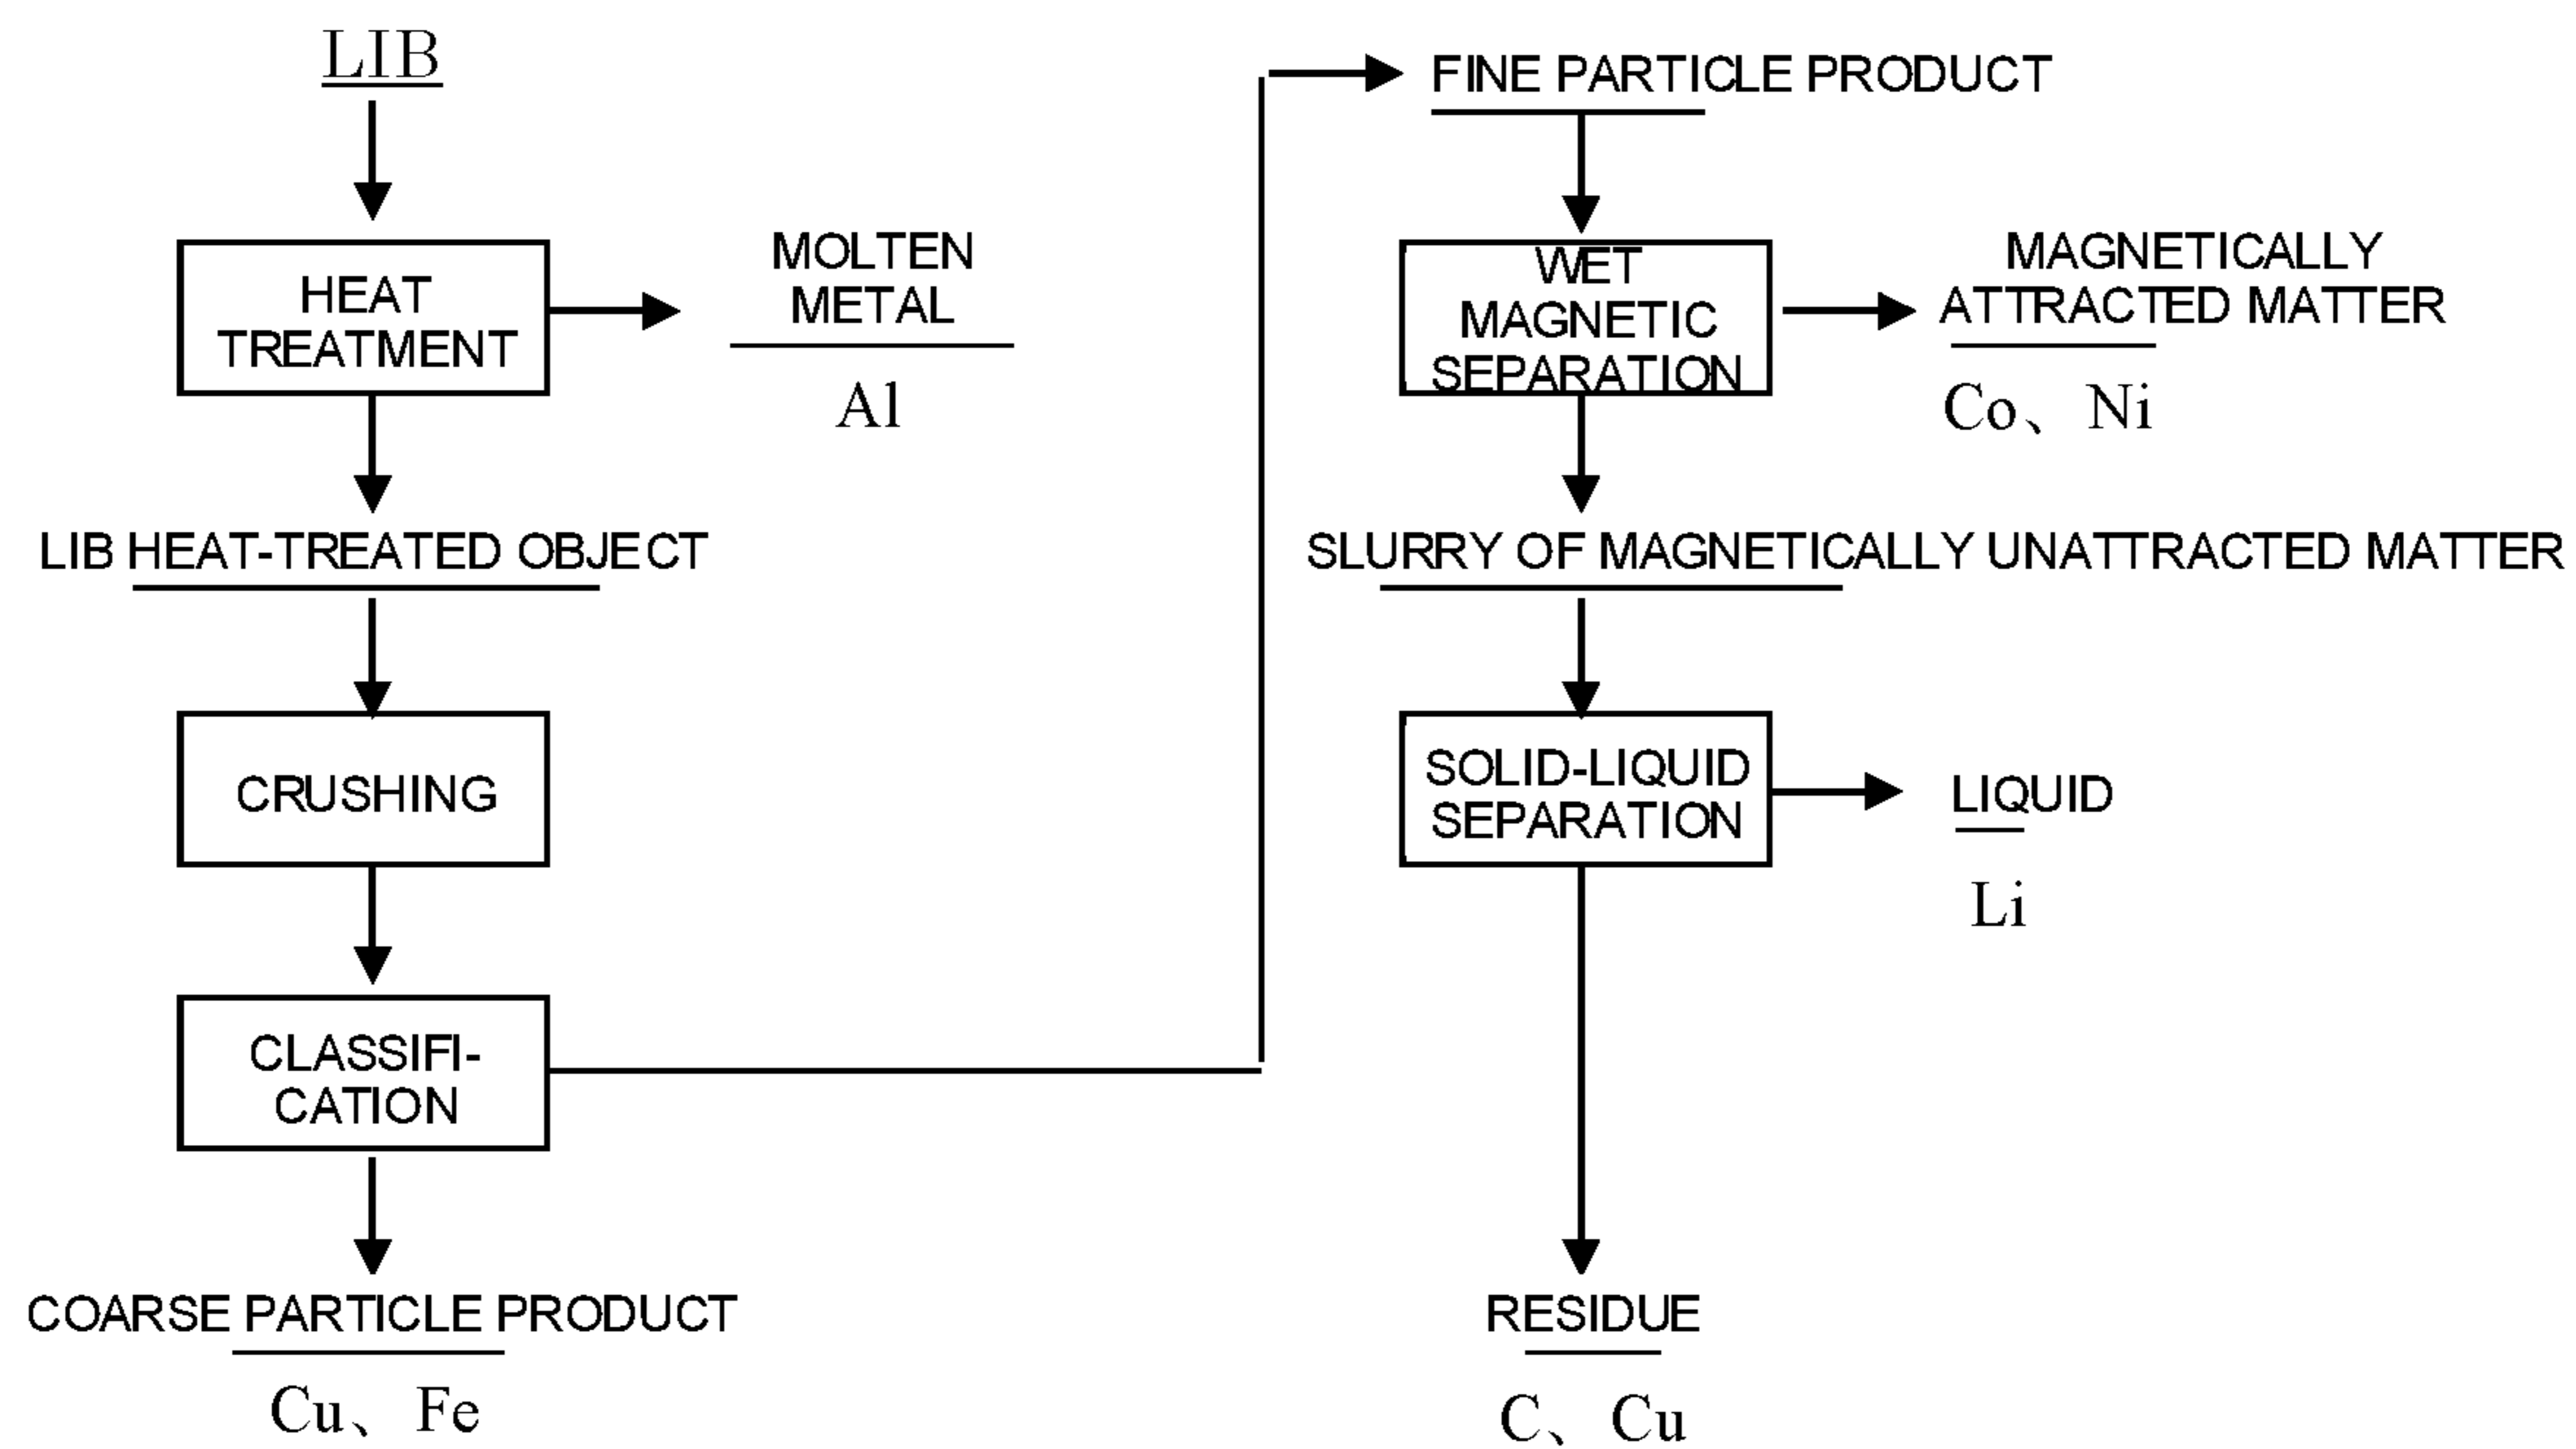 LIB
HEAT
TREATMENT
MOLTEN
METAL
Al
LIB HEAT-TREATED OBJECT
CRUSHING
CLASSIFI-
CATION
COARSE PARTICLE PRODUCT
Cu、Fe
FINE PARTICLE PRODUCT
WET
MAGNETIC
SEPARATION
MAGNETICALLY
ATTRACTED MATTER
Co、Ni
SLURRY OF MAGNETICALLY UNATTRACTED MATTER
SOLID-LIQUID
SEPARATION
LIQUID
Li
RESIDUE
C、Cu